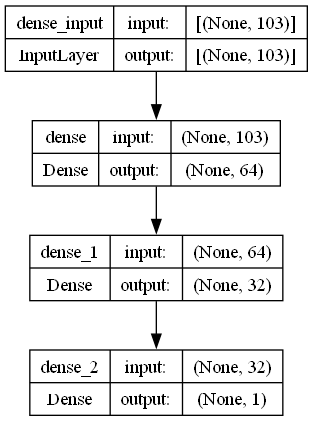 dense_input input: [(None, 103)]
InputLayer output: [(None, 103)]
dense input: (None, 103)
Dense output: (None, 64)
dense_1 input: (None, 64)
Dense output: (None, 32)
dense_2 input: (None, 32)
Dense output: (None, 1)